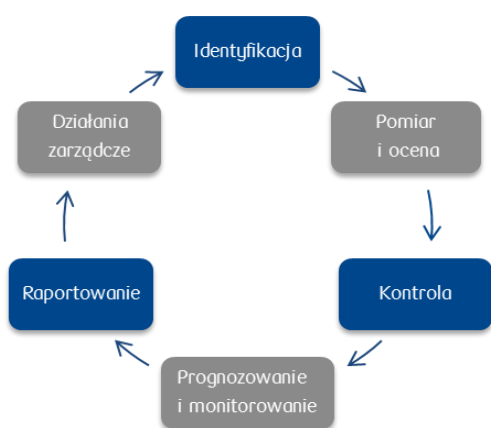 Identyfikacja
Pomiar
i ocena
Kontrola
Prognozowanie
i monitorowanie
Raportowanie
Działania
zarządcze